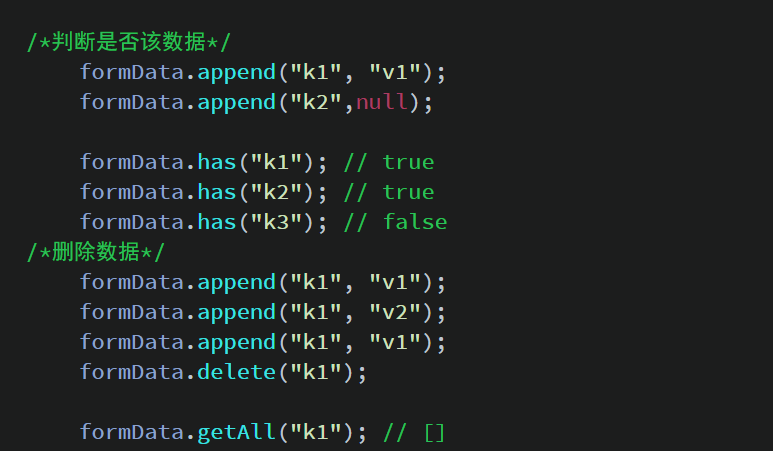 /*判断是否该数据*/
formData.append("k1", "v1");
formData.append("k2",null);
formData.has("k1"); // true
formData.has("k2"); // true
formData.has("k3"); // false
/*删除数据*/
formData.append("k1", "v1");
formData.append("k1", "v2");
formData.append("k1", "v1");
formData.delete("k1");
formData.getAll("k1"); // []